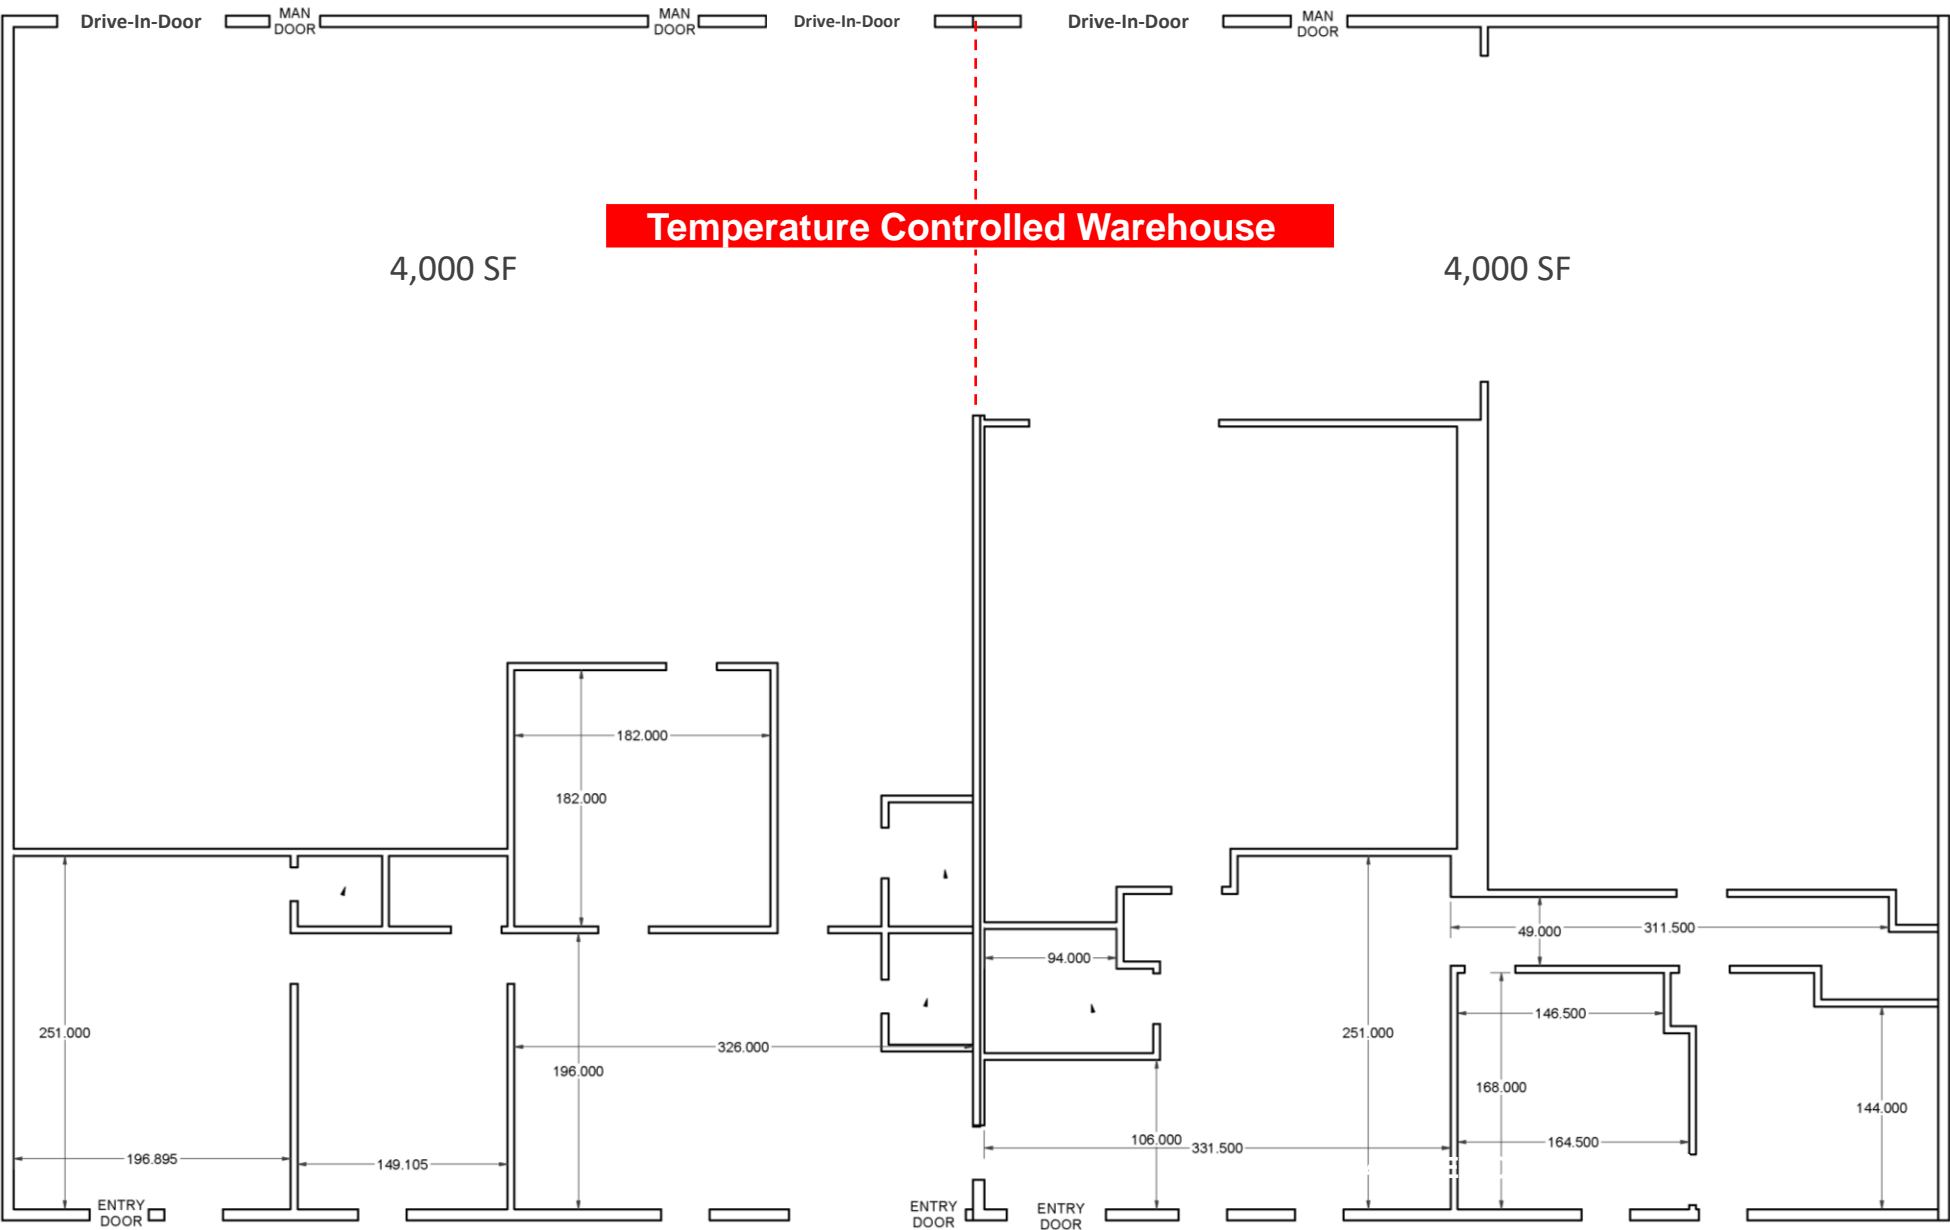 Drive-In-Door
MAN
DOOR
MAN
DOOR
Drive-In-Door
Drive-In-Door
MAN
DOOR
Temperature Controlled Warehouse
4,000 SF
4,000 SF
182.000
182.000
49.000
311.500
94.000
251.000
326.000
196.000
251.000
146.500
168.000
144.000
106.000
331.500
164.500
196.895
149.105
ENTRY
DOOR
ENTRY
DOOR
ENTRY
DOOR